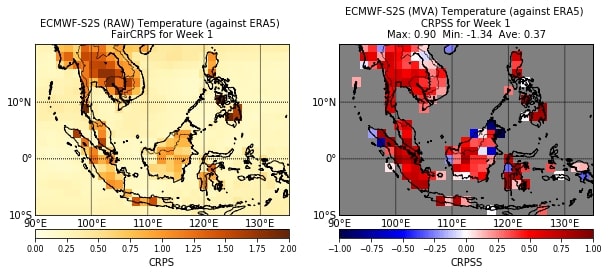 ECMWF-S2S (RAW) Temperature (against ERA5)
FairCRPS for Week 1
10°N
0°
10°S
90°E 100°E 110°E 120°E 130°E
0.00 0.25 0.50 0.75 1.00 1.25 1.50 1.75 2.00
CRPS
ECMWF-S2S (MVA) Temperature (against ERA5)
CRPSS for Week 1
Max: 0.90 Min: -1.34 Ave: 0.37
10°N
0°
10°S
90°E 100°E 110°E 120°E 130°E
−1.00 −0.75 −0.50 −0.25 0.00 0.25 0.50 0.75 1.00
CRPSS